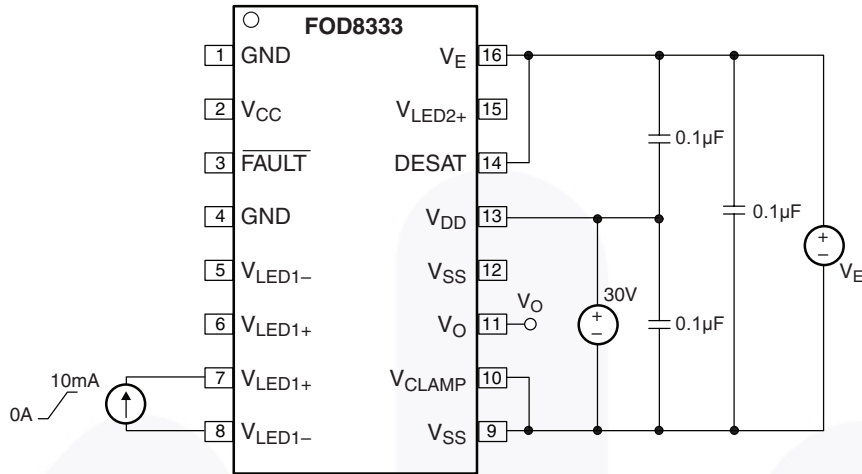 FOD8333
1 GND
2 VCC
3 FAULT
4 GND
5 VLED1–
6 VLED1+
7 VLED1+
8 VLED1–
VE 16
VLED2+ 15
DESAT 14
VDD 13
VSS 12
VO 11
VCLAMP 10
VSS 9
0A
10mA
VO
30V
+
–
0.1µF
0.1µF
0.1µF
+
–
VE